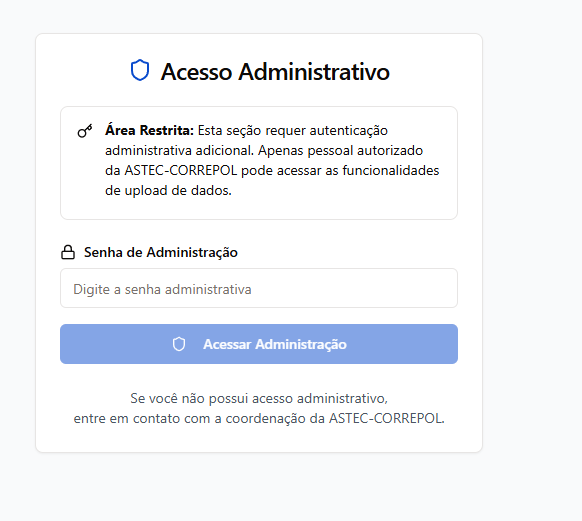 Acesso Administrativo
Área Restrita: Esta seção requer autenticação
administrativa adicional. Apenas pessoal autorizado
da ASTEC-CORREPOL pode acessar as funcionalidades
de upload de dados.
Senha de Administração
Digite a senha administrativa
Acessar Administração
Se você não possui acesso administrativo,
entre em contato com a coordenação da ASTEC-CORREPOL.